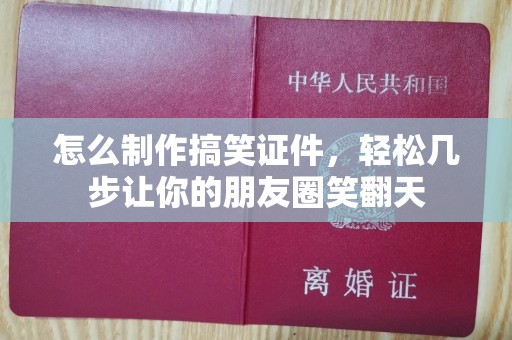 中华人民共和国
怎么制作搞笑证件，轻松几
步让你的朋友圈笑翻天
离婚证